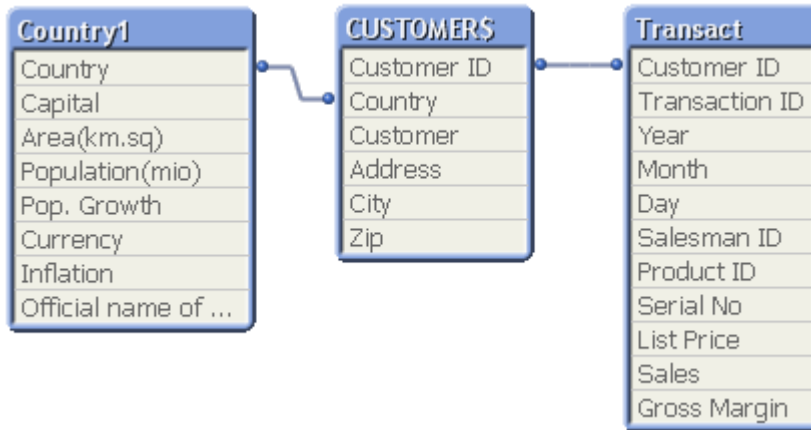 Country1
Country
Capital
Area(km.sq)
Population(mio)
Pop. Growth
Currency
Inflation
Official name of ...
CUSTOMER$
Customer ID
Country
Customer
Address
City
Zip
Transact
Customer ID
Transaction ID
Year
Month
Day
Salesman ID
Product ID
Serial No
List Price
Sales
Gross Margin